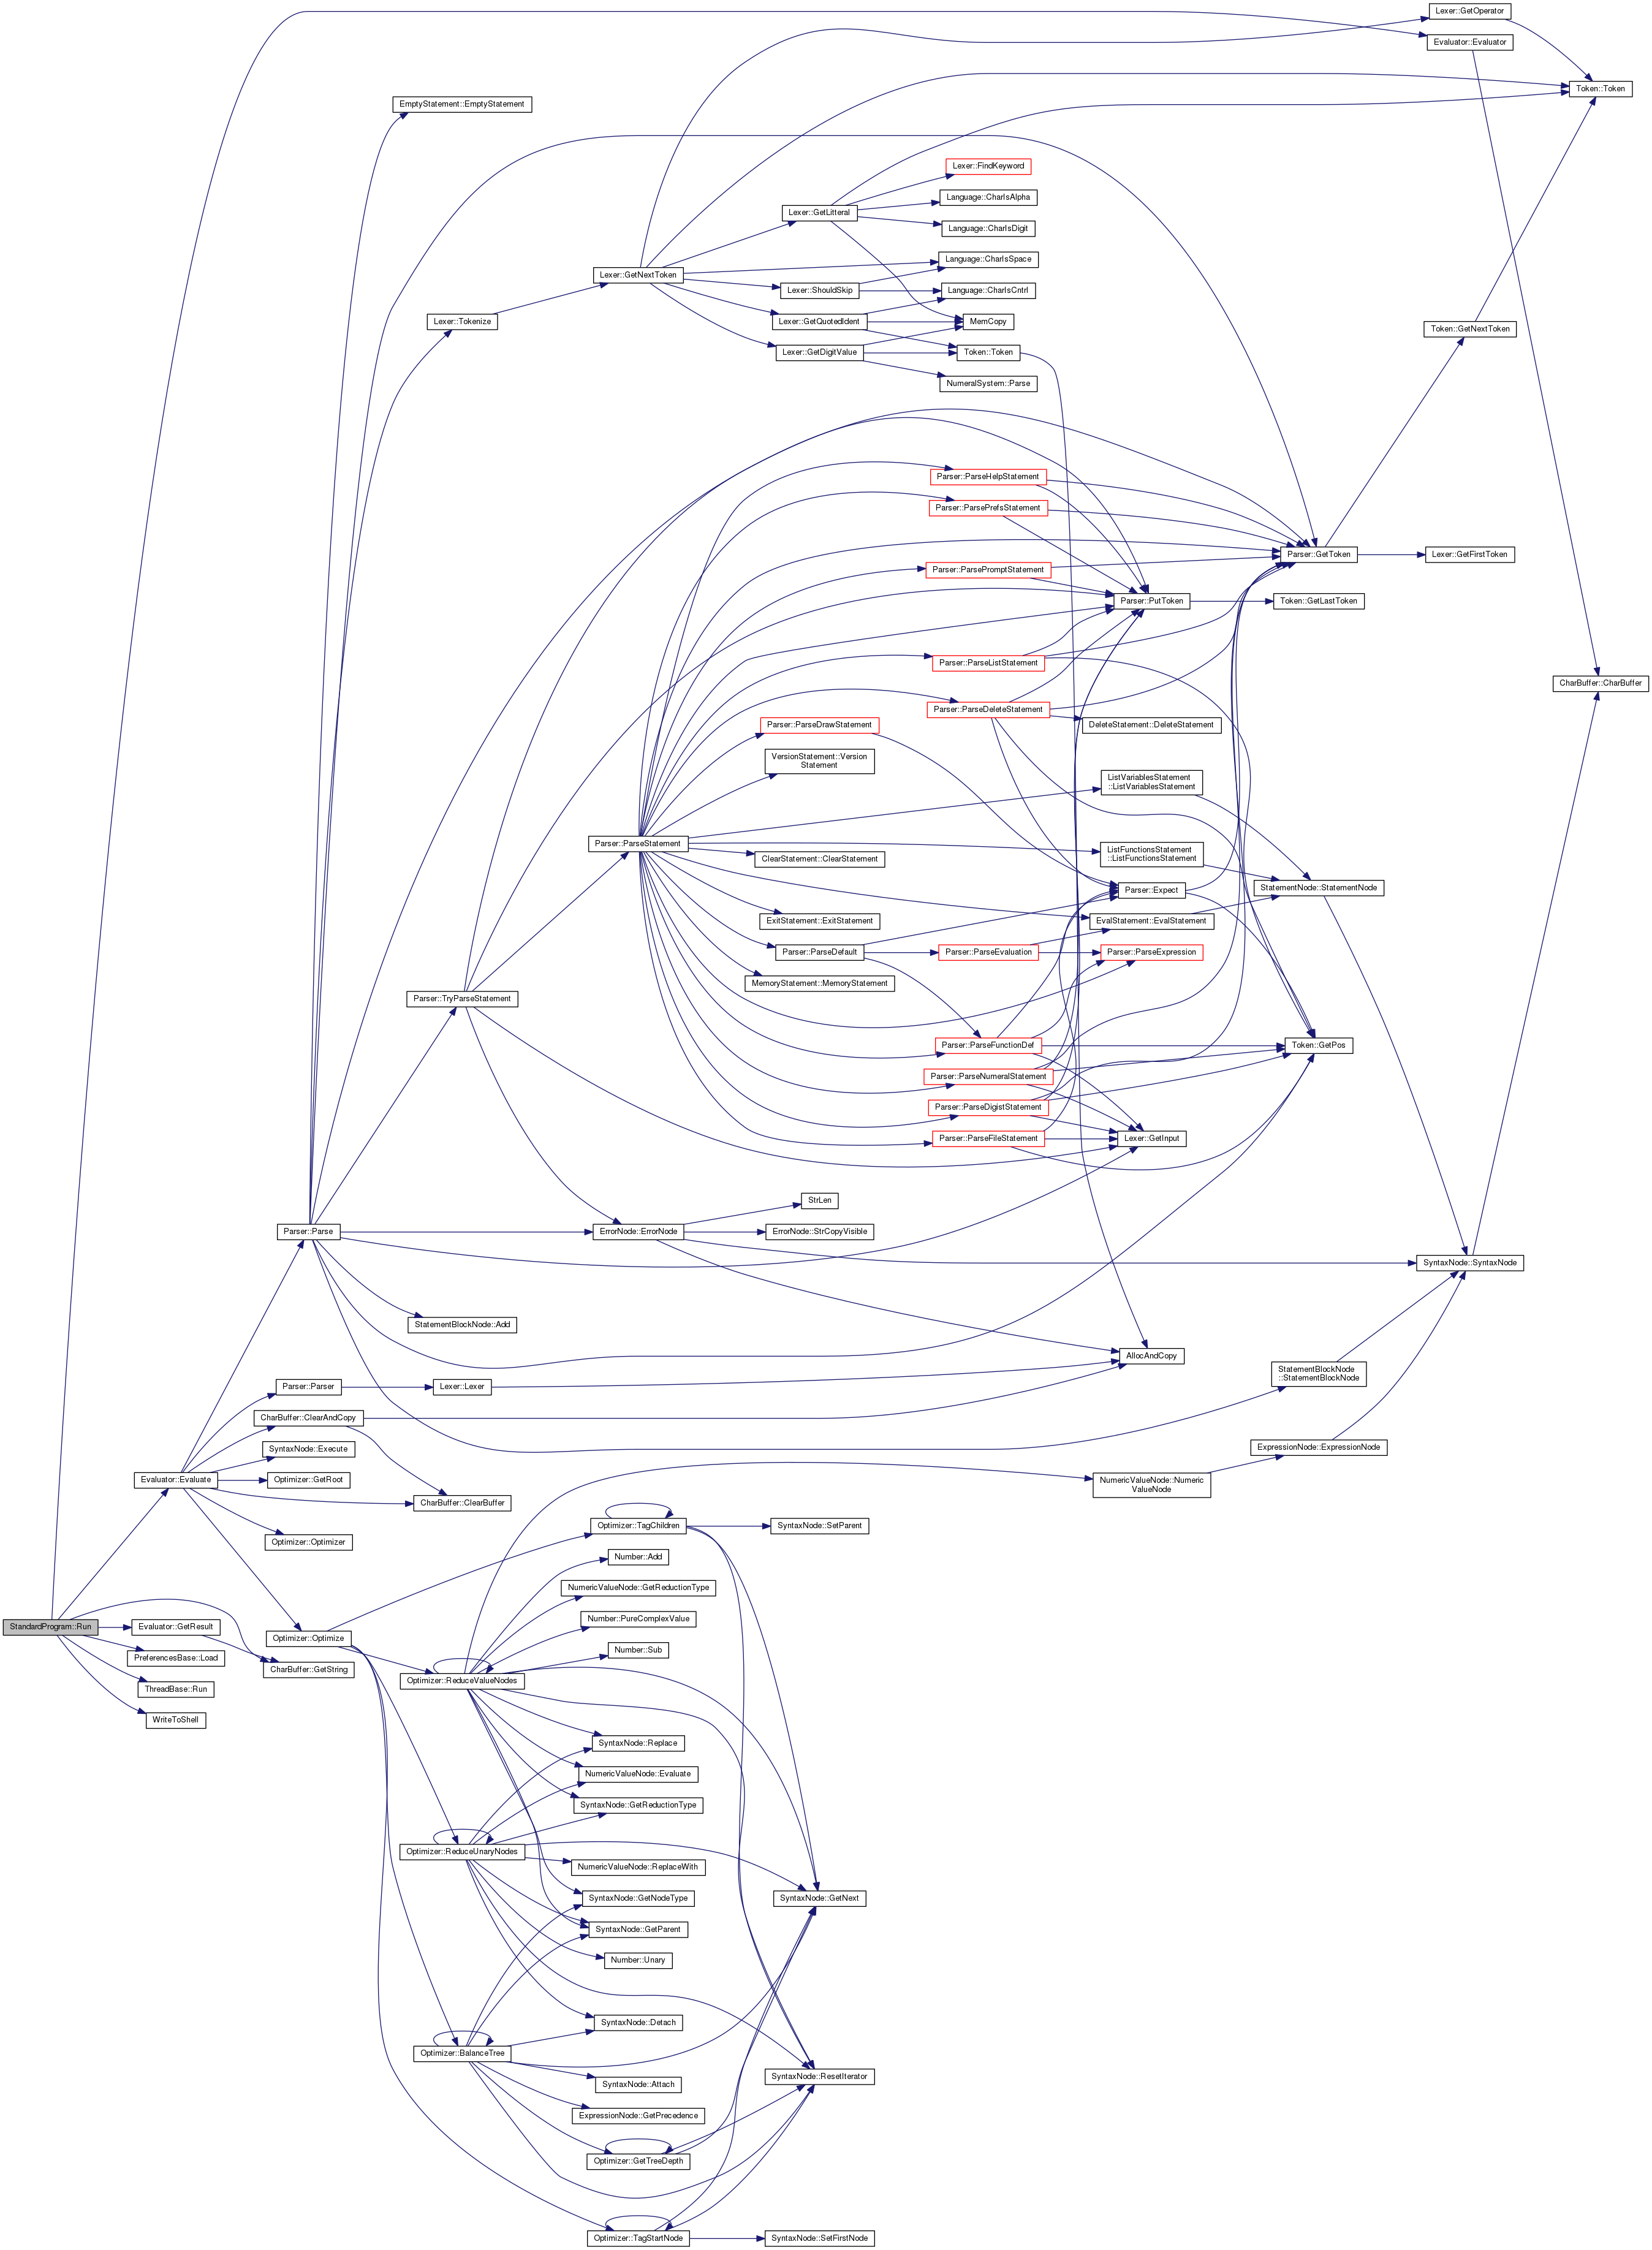 Lexer::GetOperator
Evaluator::Evaluator
Token::Token
EmptyStatement::EmptyStatement
Lexer::FindKeyword
Language::CharIsAlpha
Lexer::GetLitteral
Language::CharIsDigit
Language::CharIsSpace
Lexer::GetNextToken
Lexer::ShouldSkip
Language::CharIsCntrl
Lexer::Tokenize
Lexer::GetQuotedIdent
MemCopy
Token::GetNextToken
Lexer::GetDigitValue
Token::Token
NumeralSystem::Parse
Parser::ParseHelpStatement
Parser::ParsePrefsStatement
Parser::GetToken
Lexer::GetFirstToken
Parser::ParsePromptStatement
Parser::PutToken
Token::GetLastToken
Parser::ParseListStatement
CharBuffer::CharBuffer
Parser::ParseDeleteStatement
DeleteStatement::DeleteStatement
Parser::ParseDrawStatement
VersionStatement::Version
Statement
ListVariablesStatement
::ListVariablesStatement
Parser::ParseStatement
ClearStatement::ClearStatement
ListFunctionsStatement
::ListFunctionsStatement
Parser::Expect
StatementNode::StatementNode
ExitStatement::ExitStatement
EvalStatement::EvalStatement
Parser::ParseDefault
Parser::ParseEvaluation
Parser::ParseExpression
MemoryStatement::MemoryStatement
Parser::TryParseStatement
Parser::ParseFunctionDef
Token::GetPos
Parser::ParseNumeralStatement
Parser::ParseDigistStatement
Parser::ParseFileStatement
Lexer::GetInput
StrLen
Parser::Parse
ErrorNode::ErrorNode
ErrorNode::StrCopyVisible
SyntaxNode::SyntaxNode
StatementBlockNode::Add
AllocAndCopy
StatementBlockNode
::StatementBlockNode
Parser::Parser
Lexer::Lexer
CharBuffer::ClearAndCopy
SyntaxNode::Execute
ExpressionNode::ExpressionNode
Evaluator::Evaluate
Optimizer::GetRoot
NumericValueNode::Numeric
ValueNode
CharBuffer::ClearBuffer
Optimizer::TagChildren
SyntaxNode::SetParent
Optimizer::Optimizer
Number::Add
NumericValueNode::GetReductionType
Number::PureComplexValue
StandardProgram::Run
Evaluator::GetResult
Optimizer::Optimize
Number::Sub
PreferencesBase::Load
CharBuffer::GetString
Optimizer::ReduceValueNodes
ThreadBase::Run
WriteToShell
SyntaxNode::Replace
NumericValueNode::Evaluate
SyntaxNode::GetReductionType
Optimizer::ReduceUnaryNodes
NumericValueNode::ReplaceWith
SyntaxNode::GetNodeType
SyntaxNode::GetNext
SyntaxNode::GetParent
Number::Unary
SyntaxNode::Detach
Optimizer::BalanceTree
SyntaxNode::ResetIterator
SyntaxNode::Attach
ExpressionNode::GetPrecedence
Optimizer::GetTreeDepth
Optimizer::TagStartNode
SyntaxNode::SetFirstNode